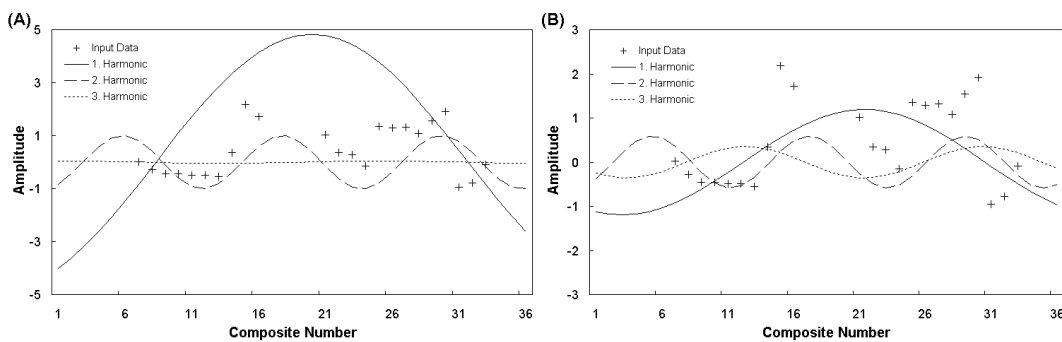 (A)
5
3
1
-1
-3
-5
Amplitude
Input Data
1. Harmonic
2. Harmonic
3. Harmonic
1 6 11 16 21 26 31 36
Composite Number
(B)
3
2
1
0
-1
-2
-3
Amplitude
Input Data
1. Harmonic
2. Harmonic
3. Harmonic
1 6 11 16 21 26 31 36
Composite Number